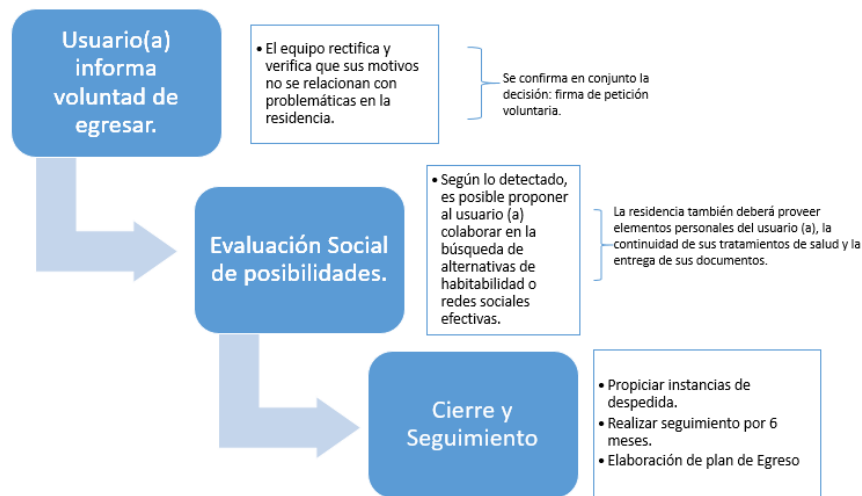 Usuario(a)
informa
voluntad de
egresar.
• El equipo rectifica y
verifica que sus motivos
no se relacionan con
problemáticas en la
residencia.
Se confirma en conjunto la
decisión: firma de petición
voluntaria.
Evaluación Social
de posibilidades.
• Según lo detectado,
es posible proponer
al usuario (a)
colaborar en la
búsqueda de
alternativas de
habitabilidad o
redes sociales
efectivas.
La residencia también deberá proveer
elementos personales del usuario (a), la
continuidad de sus tratamientos de salud y la
entrega de sus documentos.
Cierre y
Seguimiento
• Propiciar instancias de
despedida.
• Realizar seguimiento por 6
meses.
• Elaboración de plan de Egreso